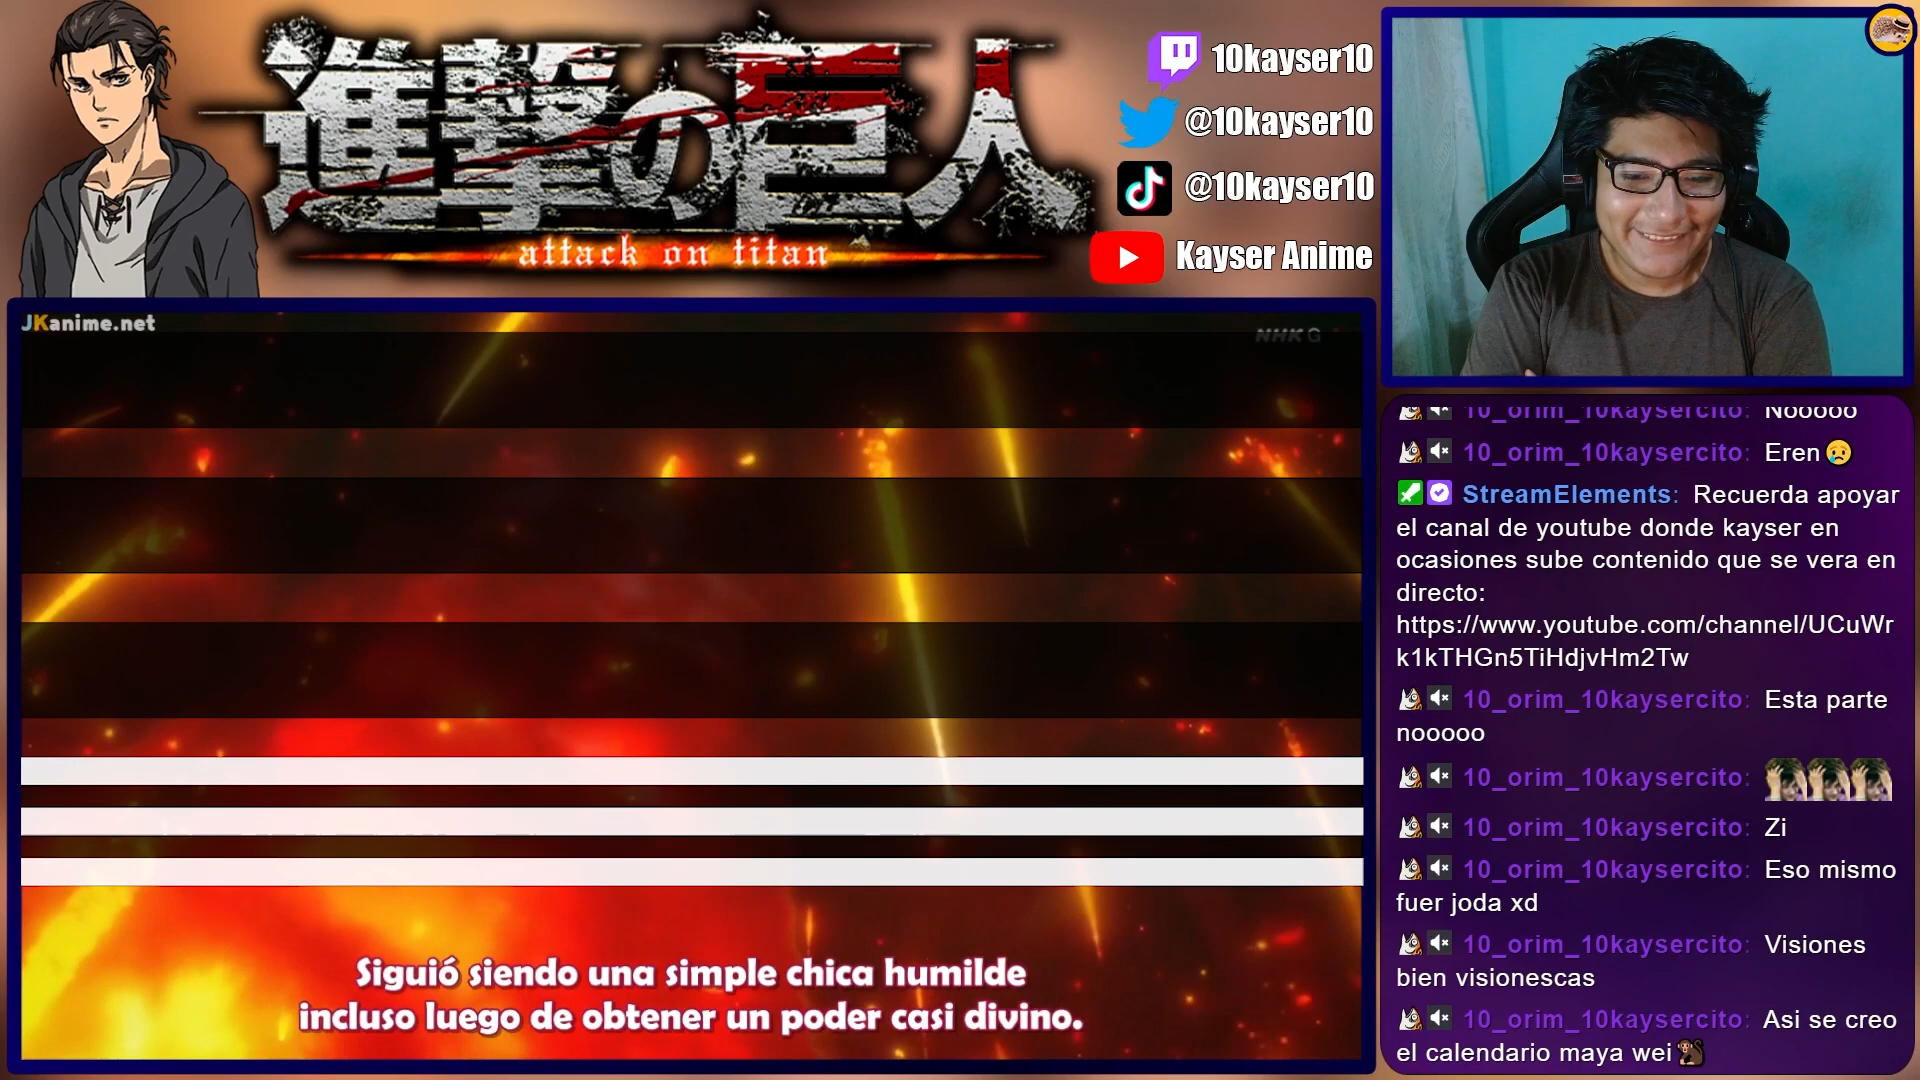 進撃の巨人
attack on titan
10kayser10
@10kayser10
@10kayser10
Kayser Anime
JKanime.net
NHK G
Siguió siendo una simple chica humilde
incluso luego de obtener un poder casi divino.
10_orim_10kaysercito: Nooooo
10_orim_10kaysercito: Eren😥
StreamElements: Recuerda apoyar
el canal de youtube donde kayser en
ocasiones sube contenido que se vera en
directo:
https://www.youtube.com/channel/UCuWr
k1kTHGn5TiHdjvHm2Tw
10_orim_10kaysercito: Esta parte
nooooo
10_orim_10kaysercito:
10_orim_10kaysercito: Zi
10_orim_10kaysercito: Eso mismo
fuer joda xd
10_orim_10kaysercito: Visiones
bien visionescas
10_orim_10kaysercito: Asi se creo
el calendario maya wei🐒